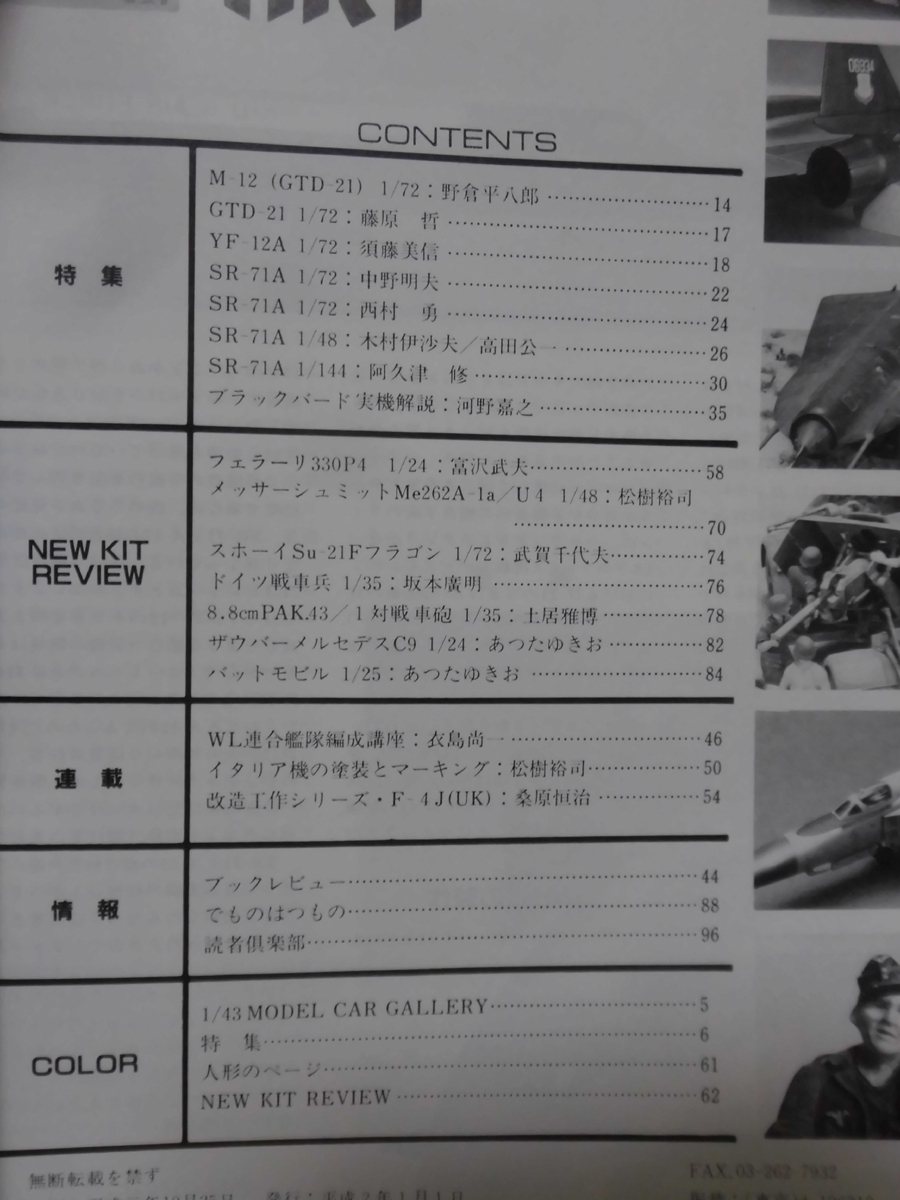 CONTENTS
特 集
M-12 (GTD-21) 1/72：野倉平八郎 14
GTD-21 1/72：藤原 哲 17
YF-12A 1/72：須藤美信 18
SR-71A 1/72：中野明夫 22
SR-71A 1/72：西村 勇 24
SR-71A 1/48：木村伊沙夫／高田公一 26
SR-71A 1/144：阿久津 修 30
ブラックバード実機解説：河野嘉之 35
NEW KIT
REVIEW
フェラーリ330P4 1/24：富沢武夫 58
メッサーシュミットMe262A-1a／U4 1/48：松樹裕司
70
スホーイSu-21Fフラゴン 1/72：武賀千代夫 74
ドイツ戦車兵 1/35：坂本廣明 76
8.8cmPAK.43／1対戦車砲 1/35：土居雅博 78
ザウバーメルセデスC9 1/24：あつたゆきお 82
バットモビル 1/25：あつたゆきお 84
連 載
WL連合艦隊編成講座：衣島尚一 46
イタリア機の塗装とマーキング：松樹裕司 50
改造工作シリーズ・F-4J(UK)：桑原恒治 54
情 報
ブックレビュー 44
でものはつもの 88
読者倶楽部 96
COLOR
1/43 MODEL CAR GALLERY 5
特 集 6
人形のページ 61
NEW KIT REVIEW 62
無断転載を禁ず
FAX.03-262-7932
発行：平成2年1月1日
06934